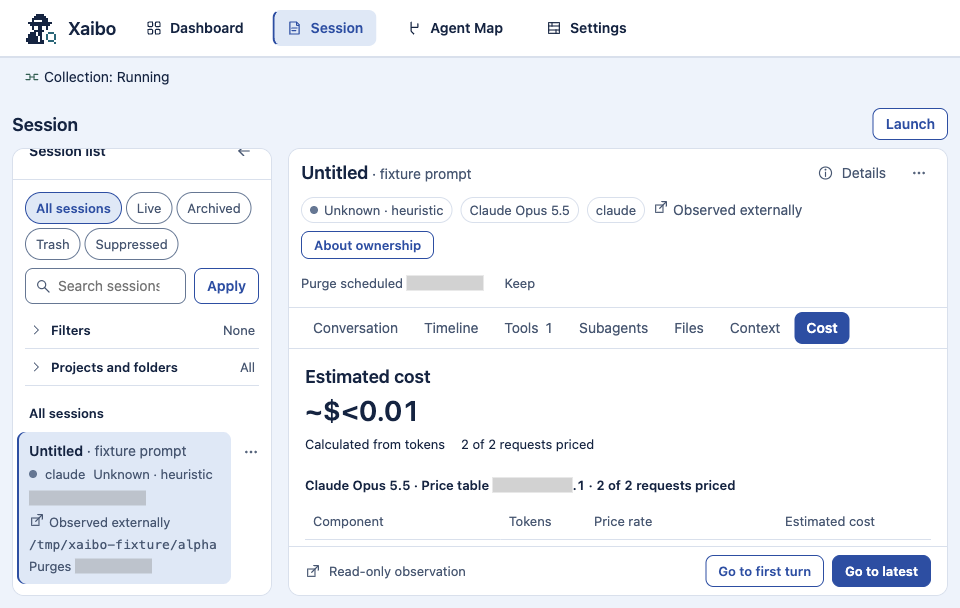 Xaibo
Dashboard
Session
Agent Map
Settings
Collection: Running
Session
Launch
Session list
All sessions
Live
Archived
Trash
Suppressed
Search sessions
Apply
Filters
None
Projects and folders
All
All sessions
Untitled · fixture prompt
claude Unknown · heuristic
Observed externally
/tmp/xaibo-fixture/alpha
Purges
Untitled · fixture prompt
Details
Unknown · heuristic
Claude Opus 5.5
claude
Observed externally
About ownership
Purge scheduled
Keep
Conversation
Timeline
Tools 1
Subagents
Files
Context
Cost
Estimated cost
~$<0.01
Calculated from tokens 2 of 2 requests priced
Claude Opus 5.5 · Price table .1 · 2 of 2 requests priced
Component
Tokens
Price rate
Estimated cost
Read-only observation
Go to first turn
Go to latest